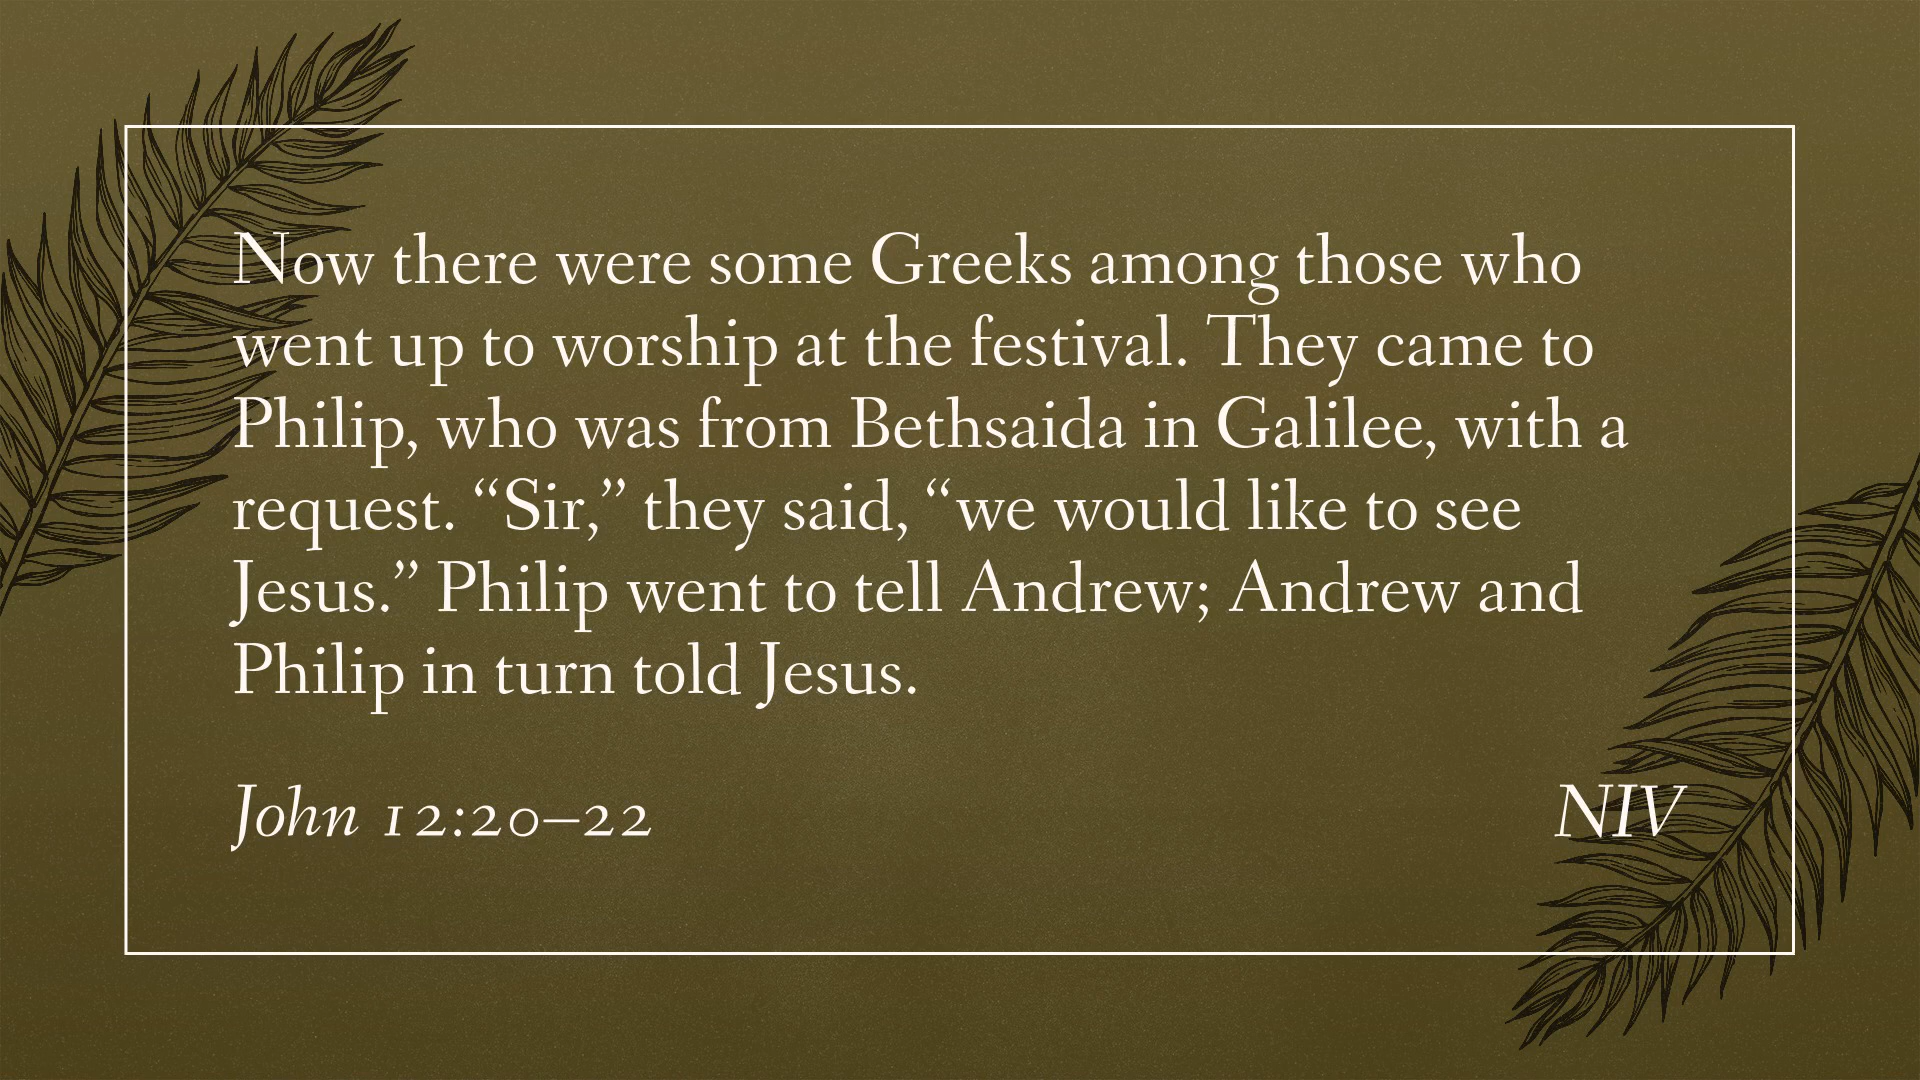 Now there were some Greeks among those who
went up to worship at the festival. They came to
Philip, who was from Bethsaida in Galilee, with a
request. “Sir,” they said, “we would like to see
Jesus.” Philip went to tell Andrew; Andrew and
Philip in turn told Jesus.
John 12:20–22
NIV